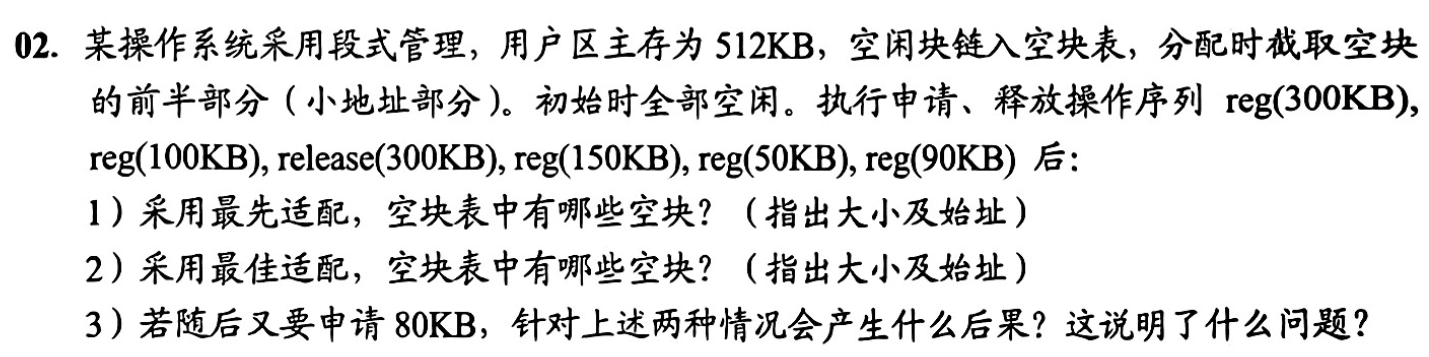 02. 某操作系统采用段式管理，用户区主存为 512KB，空闲块链入空块表，分配时截取空块
的前半部分（小地址部分）。初始时全部空闲。执行申请、释放操作序列 reg(300KB),
reg(100KB), release(300KB), reg(150KB), reg(50KB), reg(90KB) 后：
1）采用最先适配，空块表中有哪些空块？（指出大小及始址）
2）采用最佳适配，空块表中有哪些空块？（指出大小及始址）
3）若随后又要申请 80KB，针对上述两种情况会产生什么后果？这说明了什么问题？